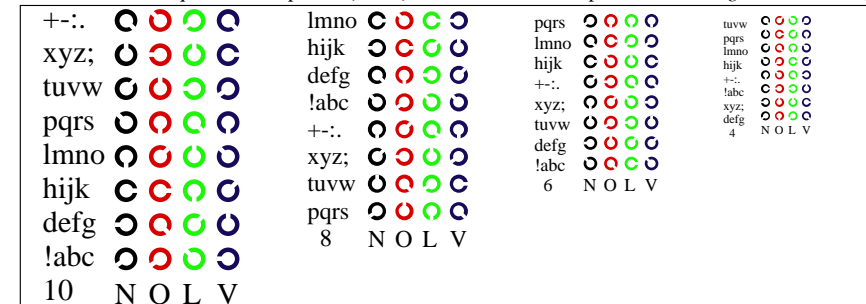 +-:.
xyz;
tuvw
pqrs
lmno
hijk
defg
!abc
10 N O L V
lmno
hijk
defg
!abc
+-:.
xyz;
tuvw
pqrs
8 N O L V
pqrs
lmno
hijk
+-:.
xyz;
tuvw
defg
!abc
6 N O L V
tuvw
pqrs
lmno
hijk
+-:.
!abc
xyz;
defg
4 N O L V